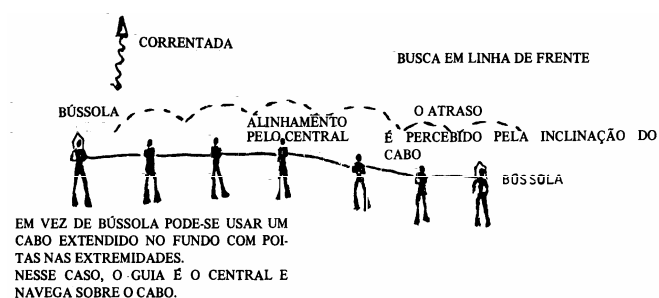 CORRENTADA
BUSCA EM LINHA DE FRENTE
BÚSSOLA
ALINHAMENTO
PELO CENTRAL
O ATRASO
É PERCEBIDO PELA INCLINAÇÃO DO
CABO
BÚSSOLA
EM VEZ DE BÚSSOLA PODE-SE USAR UM
CABO EXTENDIDO NO FUNDO COM POI-
TAS NAS EXTREMIDADES.
NESSE CASO, O GUIA É O CENTRAL E
NAVEGA SOBRE O CABO.